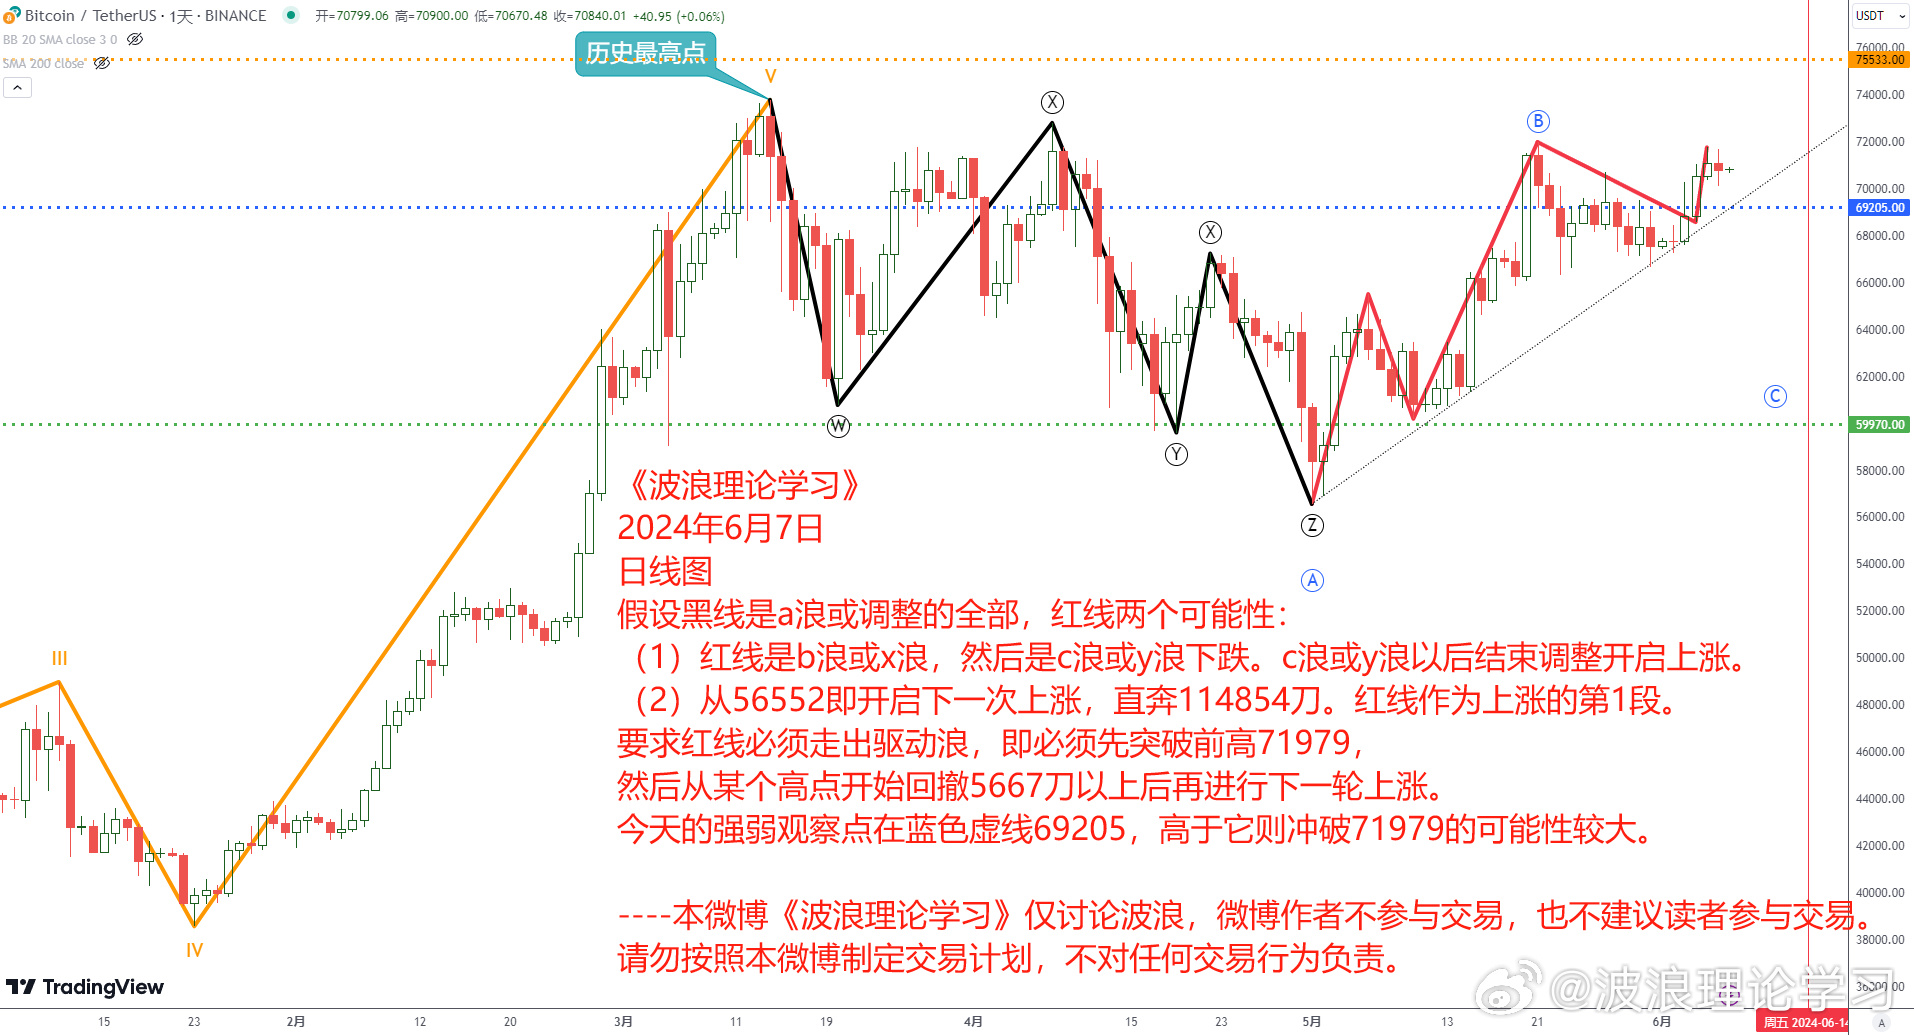 Bitcoin / TetherUS · 1天 · BINANCE 开=70799.06 高=70900.00 低=70670.48 收=70840.01 +40.95 (+0.06%)
USDT
BB 20 SMA close 3 0
SMA 200 close
历史最高点
V
X
B
X
W
Y
Z
A
C
III
IV
76000.00
75533.00
74000.00
72000.00
70000.00
69205.00
68000.00
66000.00
64000.00
62000.00
59970.00
58000.00
56000.00
54000.00
52000.00
50000.00
48000.00
46000.00
44000.00
42000.00
40000.00
38000.00
36000.00
《波浪理论学习》
2024年6月7日
日线图
假设黑线是a浪或调整的全部，红线两个可能性：
（1）红线是b浪或x浪，然后是c浪或y浪下跌。c浪或y浪以后结束调整开启上涨。
（2）从56552即开启下一次上涨，直奔114854刀。红线作为上涨的第1段。
要求红线必须走出驱动浪，即必须先突破前高71979，
然后从某个高点开始回撤5667刀以上后再进行下一轮上涨。
今天的强弱观察点在蓝色虚线69205，高于它则冲破71979的可能性较大。
----本微博《波浪理论学习》仅讨论波浪，微博作者不参与交易，也不建议读者参与交易。
请勿按照本微博制定交易计划，不对任何交易行为负责。
TradingView
@波浪理论学习
15 23 2月 12 20 3月 11 19 4月 15 23 5月 13 21 6月 周五 2024-06-14 A